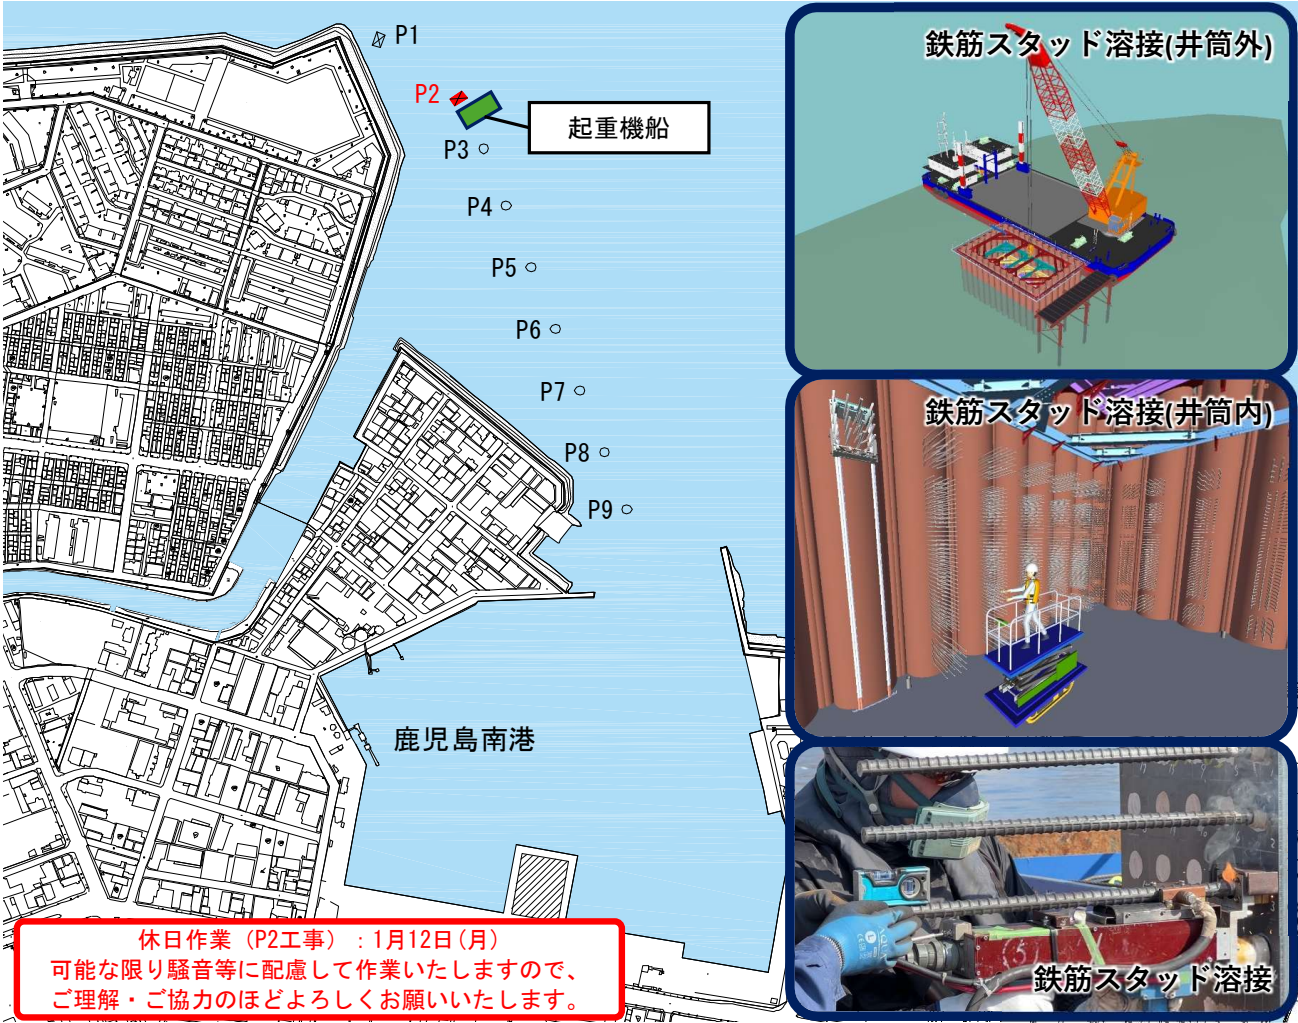 P1
P2
起重機船
P3
P4
P5
P6
P7
P8
P9
鹿児島南港
休日作業（P2工事）：1月12日(月)
可能な限り騒音等に配慮して作業いたしますので、
ご理解・ご協力のほどよろしくお願いいたします。
鉄筋スタッド溶接(井筒外)
鉄筋スタッド溶接(井筒内)
鉄筋スタッド溶接